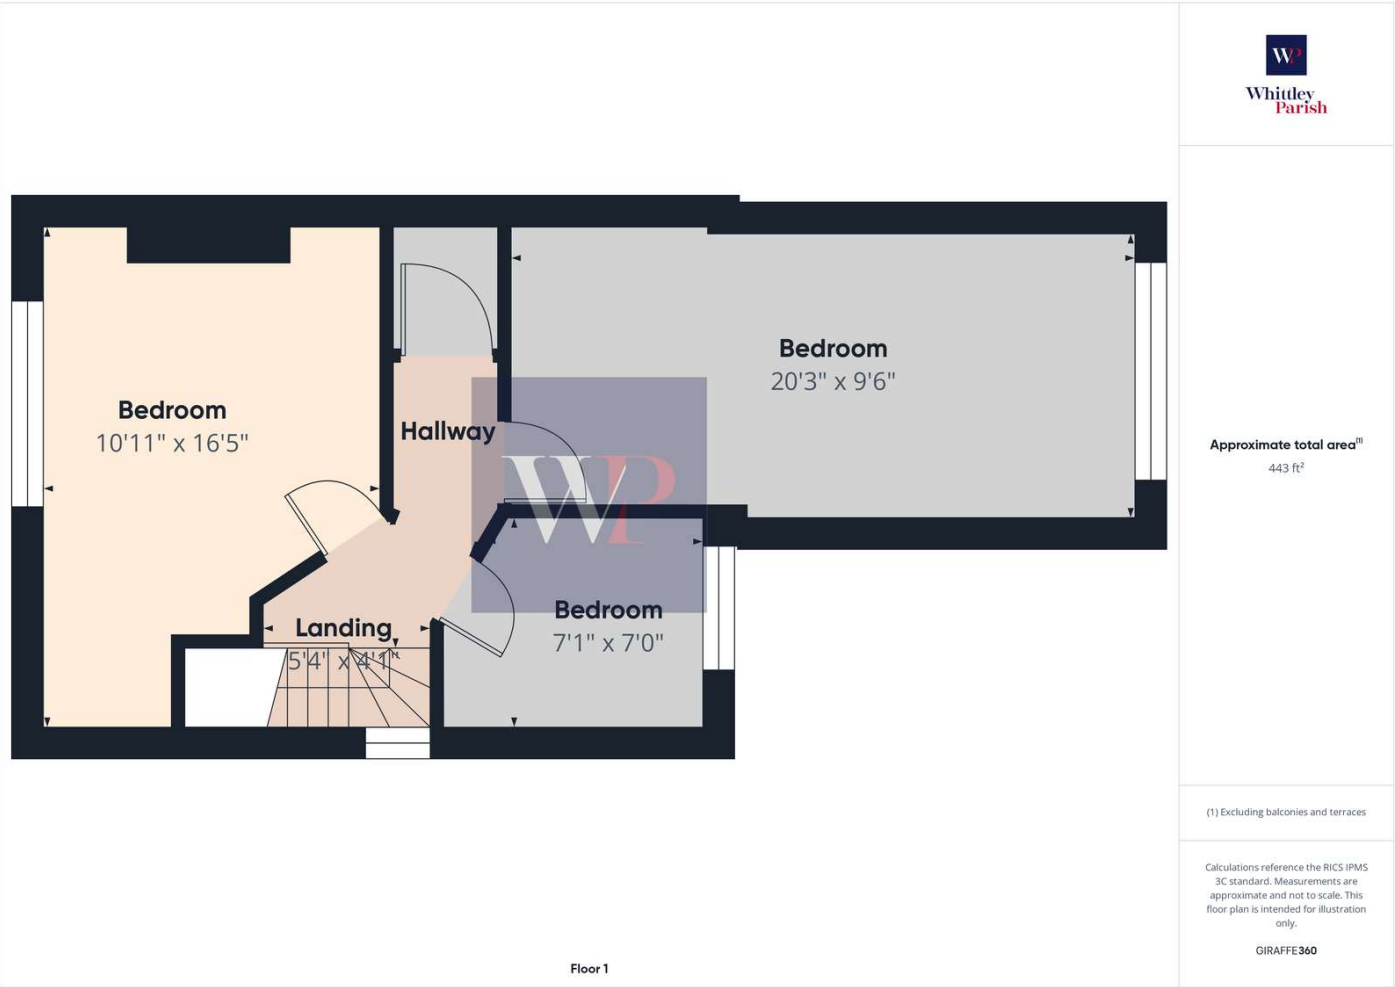 WP
Whittley
Parish
Bedroom
20'3" x 9'6"
Bedroom
10'11" x 16'5"
Hallway
WP
Approximate total area(1)
443 ft²
Bedroom
7'1" x 7'0"
Landing
5'4" x 4'1"
(1) Excluding balconies and terraces
Calculations reference the RICS IPMS
3C standard. Measurements are
approximate and not to scale. This
floor plan is intended for illustration
only.
GIRAFFE360
Floor 1